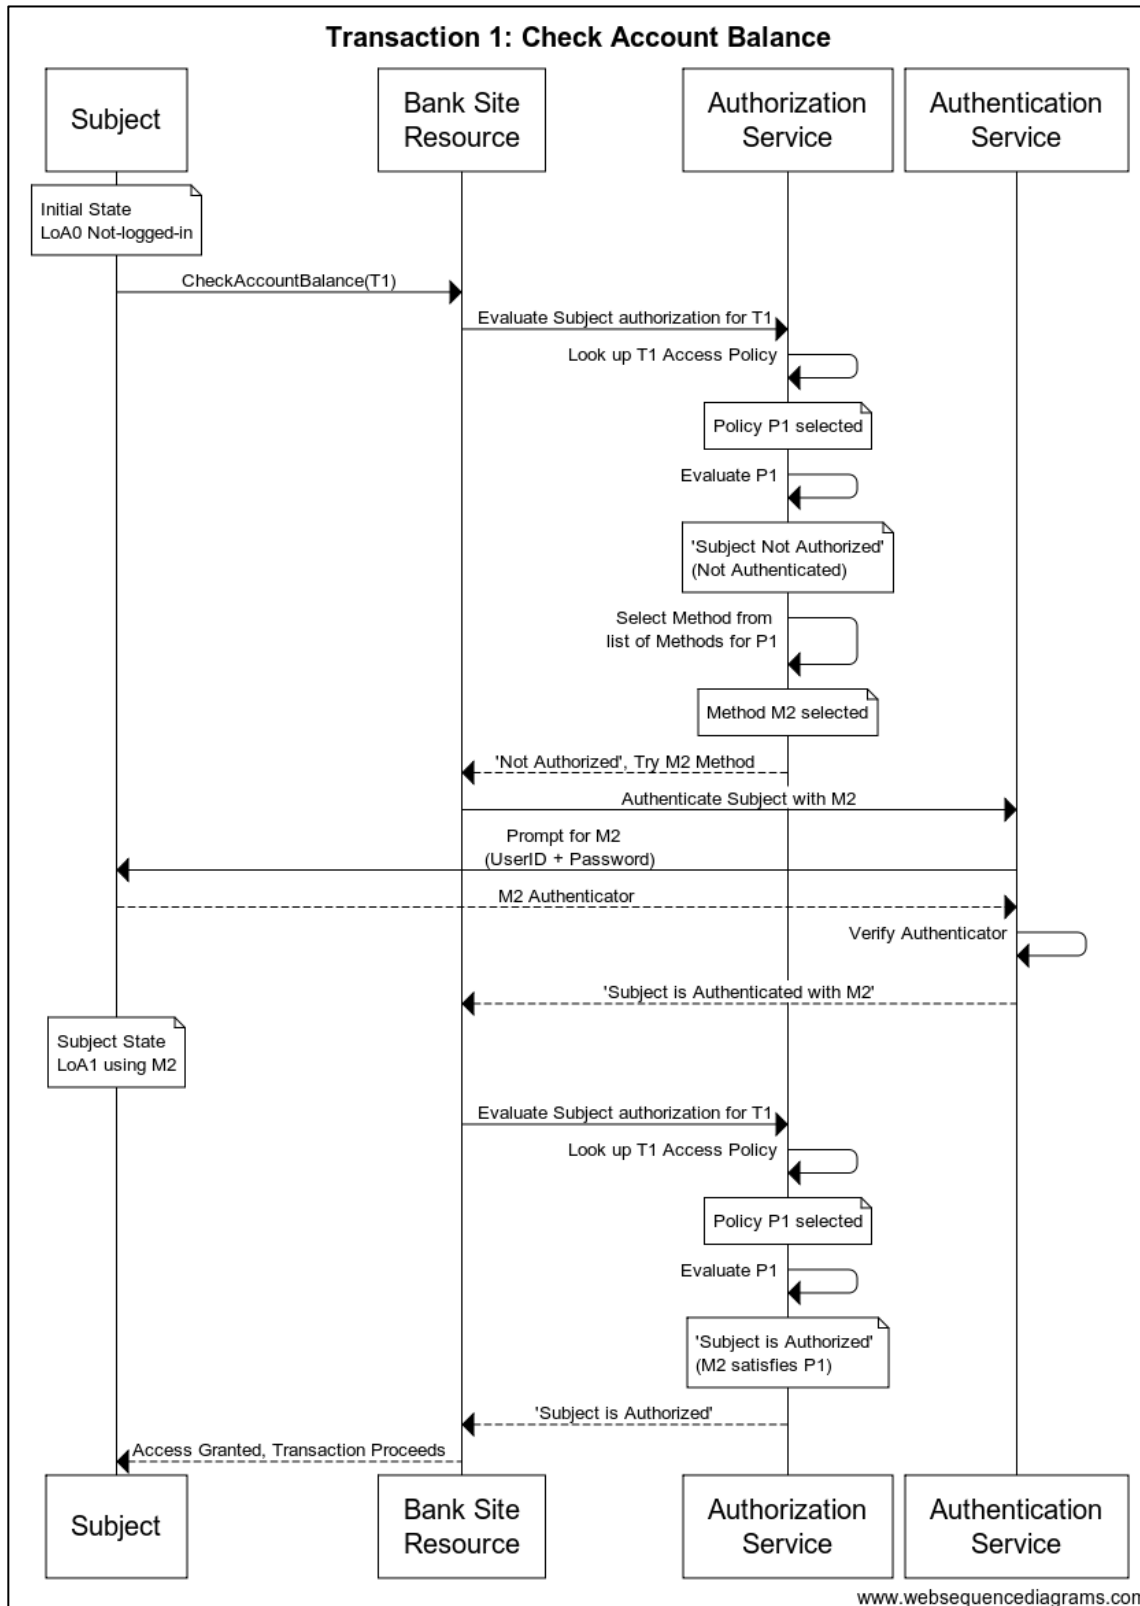 Transaction 1: Check Account Balance
Subject
Bank Site
Resource
Authorization
Service
Authentication
Service
Initial State
LoA0 Not-logged-in
CheckAccountBalance(T1)
Evaluate Subject authorization for T1
Look up T1 Access Policy
Policy P1 selected
Evaluate P1
'Subject Not Authorized'
(Not Authenticated)
Select Method from
list of Methods for P1
Method M2 selected
'Not Authorized', Try M2 Method
Authenticate Subject with M2
Prompt for M2
(UserID + Password)
M2 Authenticator
Verify Authenticator
'Subject is Authenticated with M2'
Subject State
LoA1 using M2
Evaluate Subject authorization for T1
Look up T1 Access Policy
Policy P1 selected
Evaluate P1
'Subject is Authorized'
(M2 satisfies P1)
'Subject is Authorized'
Access Granted, Transaction Proceeds
Subject
Bank Site
Resource
Authorization
Service
Authentication
Service
www.websequencediagrams.com